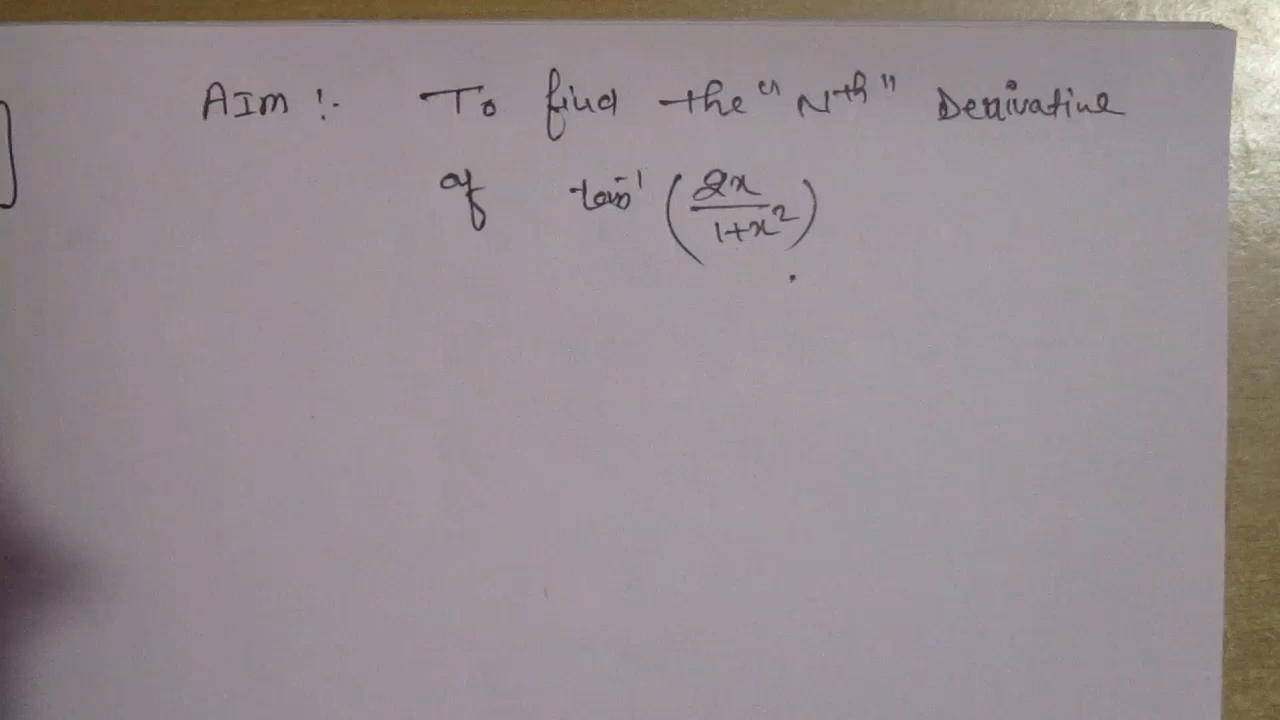 AIm :- To find the "Nth" Derivative
of tan⁻¹ (2x/1+x²)